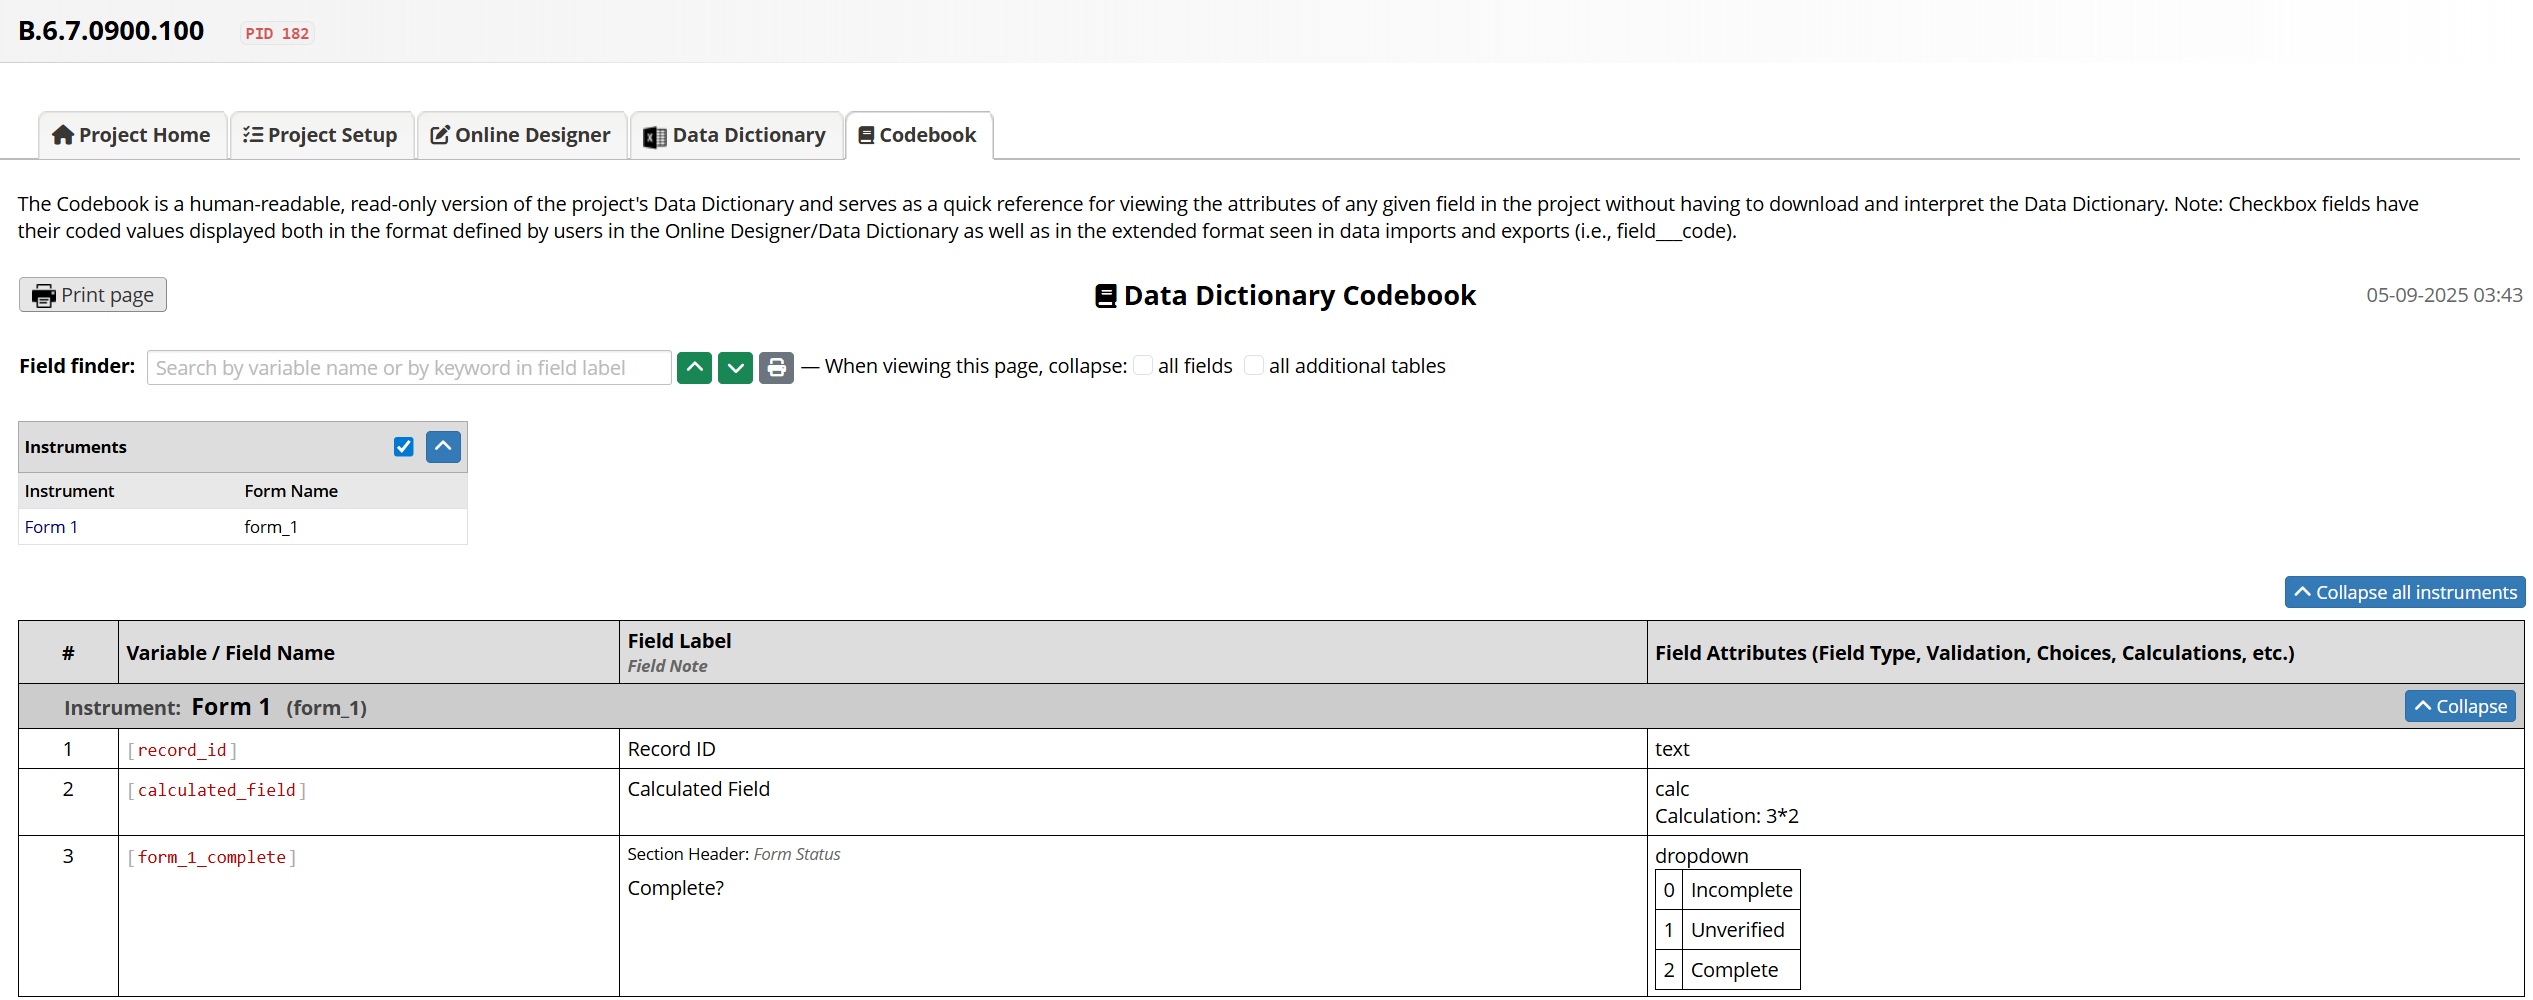 B.6.7.0900.100 PID 182
Project Home Project Setup Online Designer Data Dictionary Codebook
The Codebook is a human-readable, read-only version of the project's Data Dictionary and serves as a quick reference for viewing the attributes of any given field in the project without having to download and interpret the Data Dictionary. Note: Checkbox fields have
their coded values displayed both in the format defined by users in the Online Designer/Data Dictionary as well as in the extended format seen in data imports and exports (i.e., field___code).
Print page Data Dictionary Codebook 05-09-2025 03:43
Field finder: Search by variable name or by keyword in field label — When viewing this page, collapse: all fields all additional tables
Instruments
Instrument Form Name
Form 1 form_1
Collapse all instruments
# Variable / Field Name Field Label Field Attributes (Field Type, Validation, Choices, Calculations, etc.)
Field Note
Instrument: Form 1 (form_1) Collapse
1 [record_id] Record ID text
2 [calculated_field] Calculated Field calc
Calculation: 3*2
3 [form_1_complete] Section Header: Form Status dropdown
Complete?
0 Incomplete
1 Unverified
2 Complete